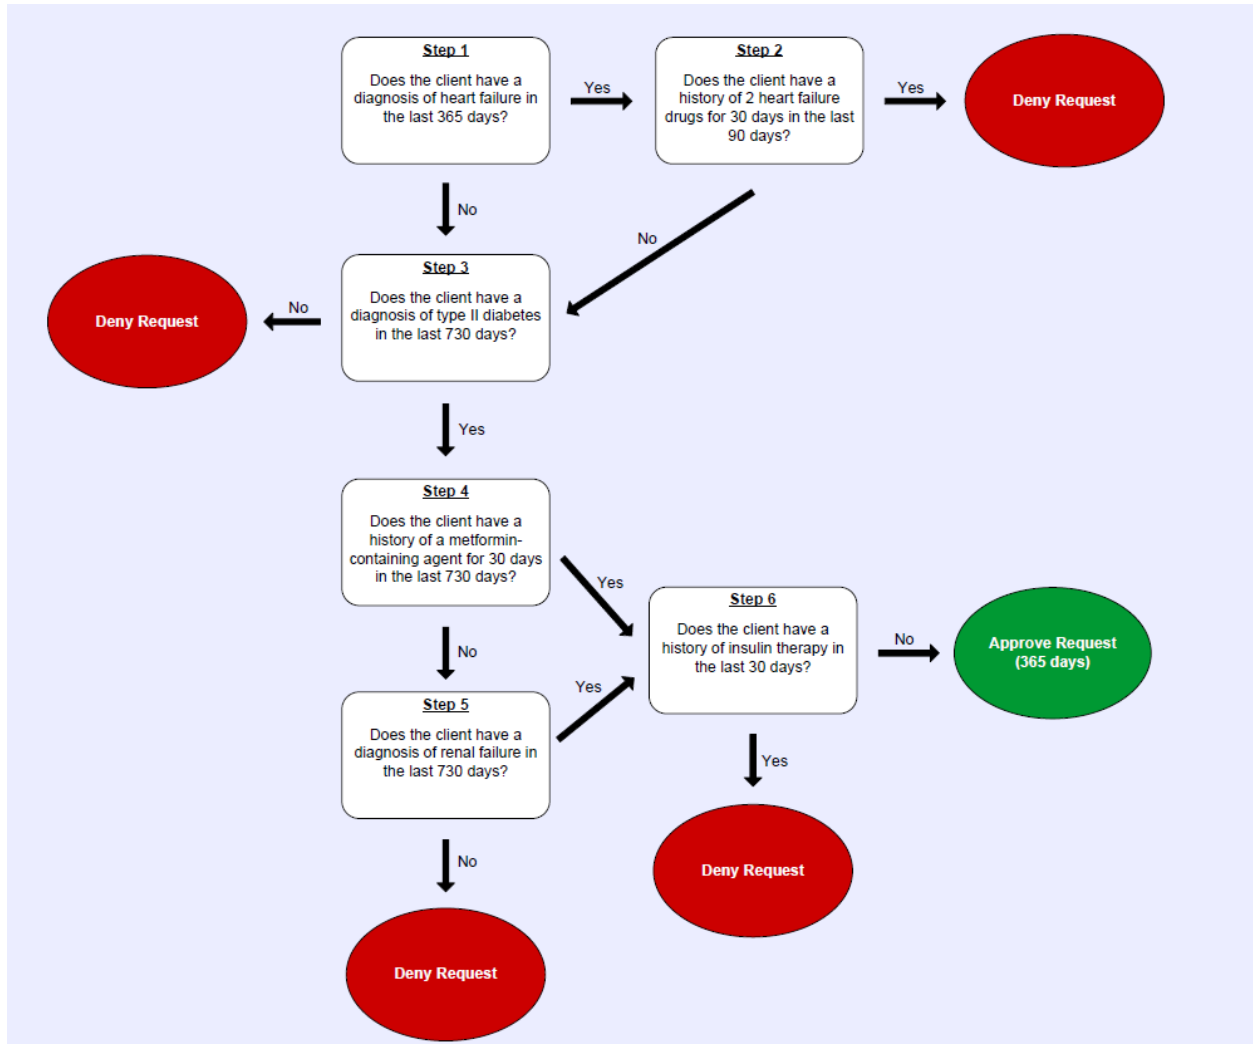 Step 1
Does the client have a
diagnosis of heart failure in
the last 365 days?
Yes
Step 2
Does the client have a
history of 2 heart failure
drugs for 30 days in the last
90 days?
Yes
Deny Request
No
No
Step 3
Does the client have a
diagnosis of type II diabetes
in the last 730 days?
No
Deny Request
Yes
Step 4
Does the client have a
history of a metformin-
containing agent for 30 days
in the last 730 days?
Yes
No
Step 5
Does the client have a
diagnosis of renal failure in
the last 730 days?
Yes
No
Deny Request
Step 6
Does the client have a
history of insulin therapy in
the last 30 days?
No
Approve Request
(365 days)
Yes
Deny Request